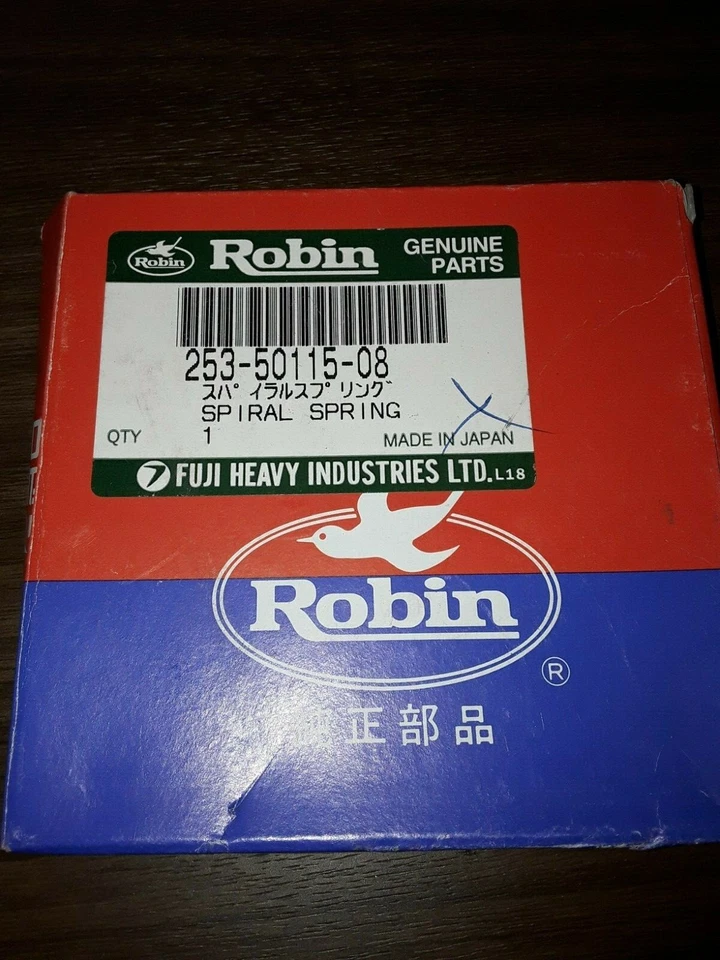 Robin
Robin
GENUINE
PARTS
253-50115-08
スパイラルスプリング
SPIRAL SPRING
QTY
1
MADE IN JAPAN
FUJI HEAVY INDUSTRIES LTD. L18
Robin
®
純正部品